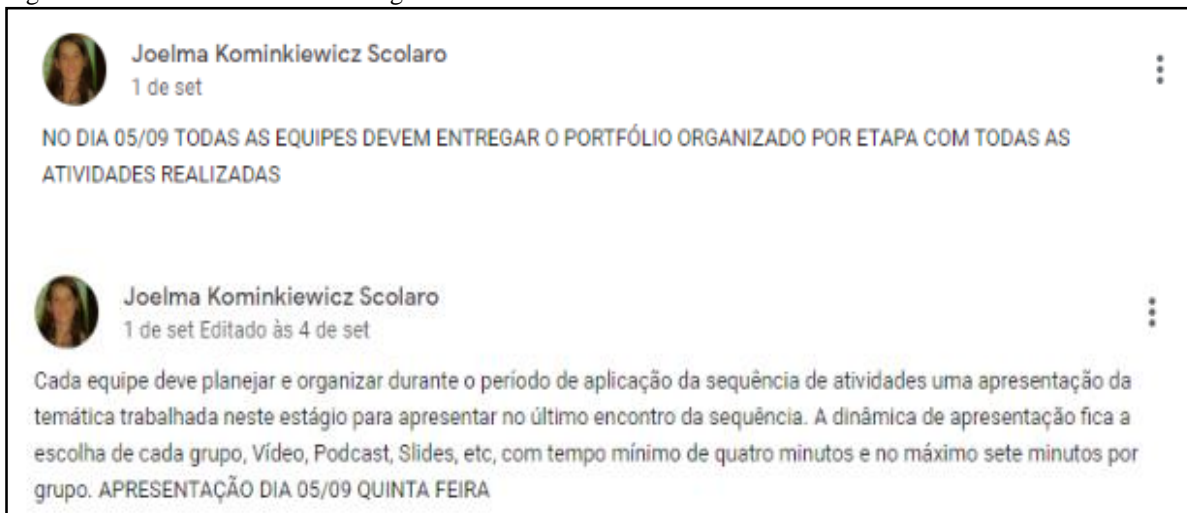 Joelma Kominkiewicz Scolaro
1 de set
NO DIA 05/09 TODAS AS EQUIPES DEVEM ENTREGAR O PORTFÓLIO ORGANIZADO POR ETAPA COM TODAS AS
ATIVIDADES REALIZADAS
Joelma Kominkiewicz Scolaro
1 de set Editado às 4 de set
Cada equipe deve planejar e organizar durante o período de aplicação da sequência de atividades uma apresentação da
temática trabalhada neste estágio para apresentar no último encontro da sequência. A dinâmica de apresentação fica a
escolha de cada grupo, Vídeo, Podcast, Slides, etc, com tempo mínimo de quatro minutos e no máximo sete minutos por
grupo. APRESENTAÇÃO DIA 05/09 QUINTA FEIRA